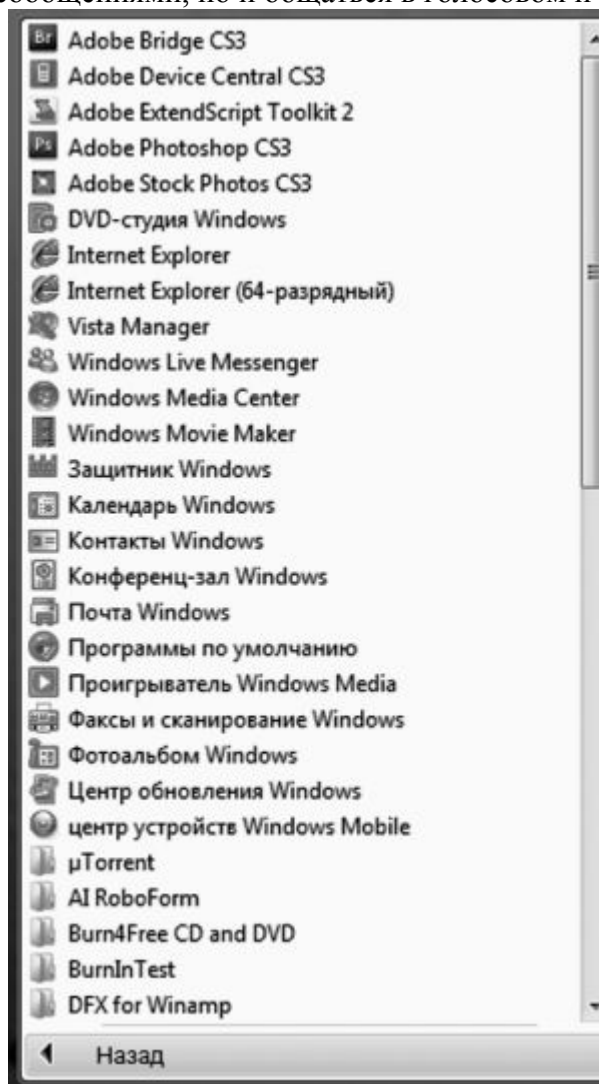 сообщениями, но и общаться в голосовом и
Adobe Bridge CS3
Adobe Device Central CS3
Adobe ExtendScript Toolkit 2
Adobe Photoshop CS3
Adobe Stock Photos CS3
DVD-студия Windows
Internet Explorer
Internet Explorer (64-разрядный)
Vista Manager
Windows Live Messenger
Windows Media Center
Windows Movie Maker
Защитник Windows
Календарь Windows
Контакты Windows
Конференц-зал Windows
Почта Windows
Программы по умолчанию
Проигрыватель Windows Media
Факсы и сканирование Windows
Фотоальбом Windows
Центр обновления Windows
центр устройств Windows Mobile
µTorrent
AI RoboForm
Burn4Free CD and DVD
BurnInTest
DFX for Winamp
Назад